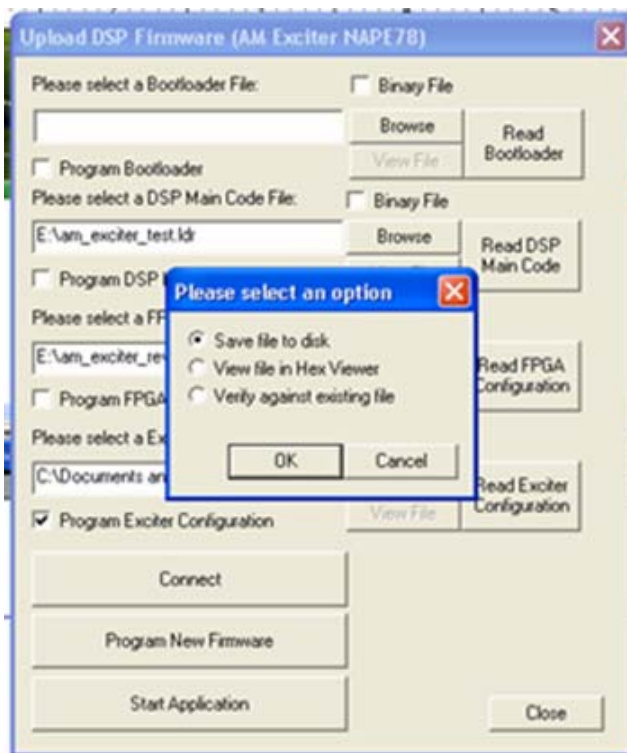 Upload DSP Firmware (AM Exciter NAPE78)
Please select a Bootloader File:
Binary File
Browse
Read Bootloader
View File
Program Bootloader
Please select a DSP Main Code File:
Binary File
E:\am_exciter_test.ldr
Browse
Read DSP Main Code
Program DSP
Please select an option
Please select a FP
Save file to disk
E:\am_exciter_re
View file in Hex Viewer
Read FPGA Configuration
Program FPGA
Verify against existing file
Please select a Ex
OK
Cancel
C:\Documents an
Read Exciter Configuration
Program Exciter Configuration
View File
Connect
Program New Firmware
Start Application
Close